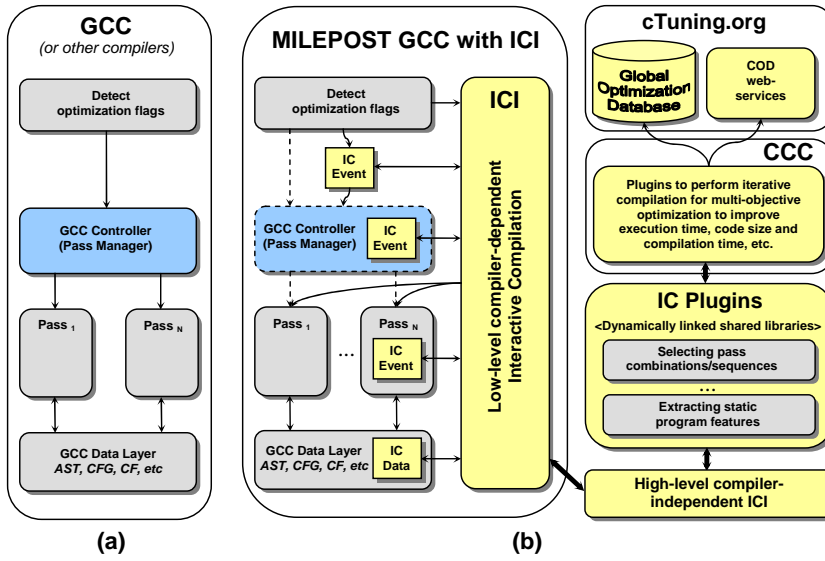 GCC
(or other compilers)
Detect
optimization flags
GCC Controller
(Pass Manager)
Pass 1
Pass N
GCC Data Layer
AST, CFG, CF, etc
(a)
MILEPOST GCC with ICI
Detect
optimization flags
IC
Event
GCC Controller
(Pass Manager)
IC
Event
Pass 1
...
Pass N
IC
Event
GCC Data Layer
AST, CFG, CF, etc
IC
Data
ICI
Low-level compiler-dependent
Interactive Compilation
(b)
cTuning.org
Global
Optimization
Database
COD
web-
services
CCC
Plugins to perform iterative
compilation for multi-objective
optimization to improve
execution time, code size and
compilation time, etc.
IC Plugins
<Dynamically linked shared libraries>
Selecting pass
combinations/sequences
...
Extracting static
program features
High-level compiler-
independent ICI